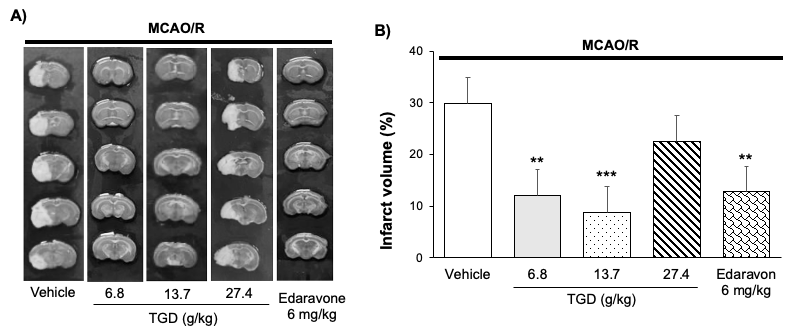 A)
MCAO/R
Vehicle
6.8
13.7
27.4
TGD (g/kg)
Edaravone
6 mg/kg
B)
MCAO/R
Infarct volume (%)
40
30
20
10
0
**
***
**
Vehicle
6.8
13.7
27.4
TGD (g/kg)
Edaravon
6 mg/kg